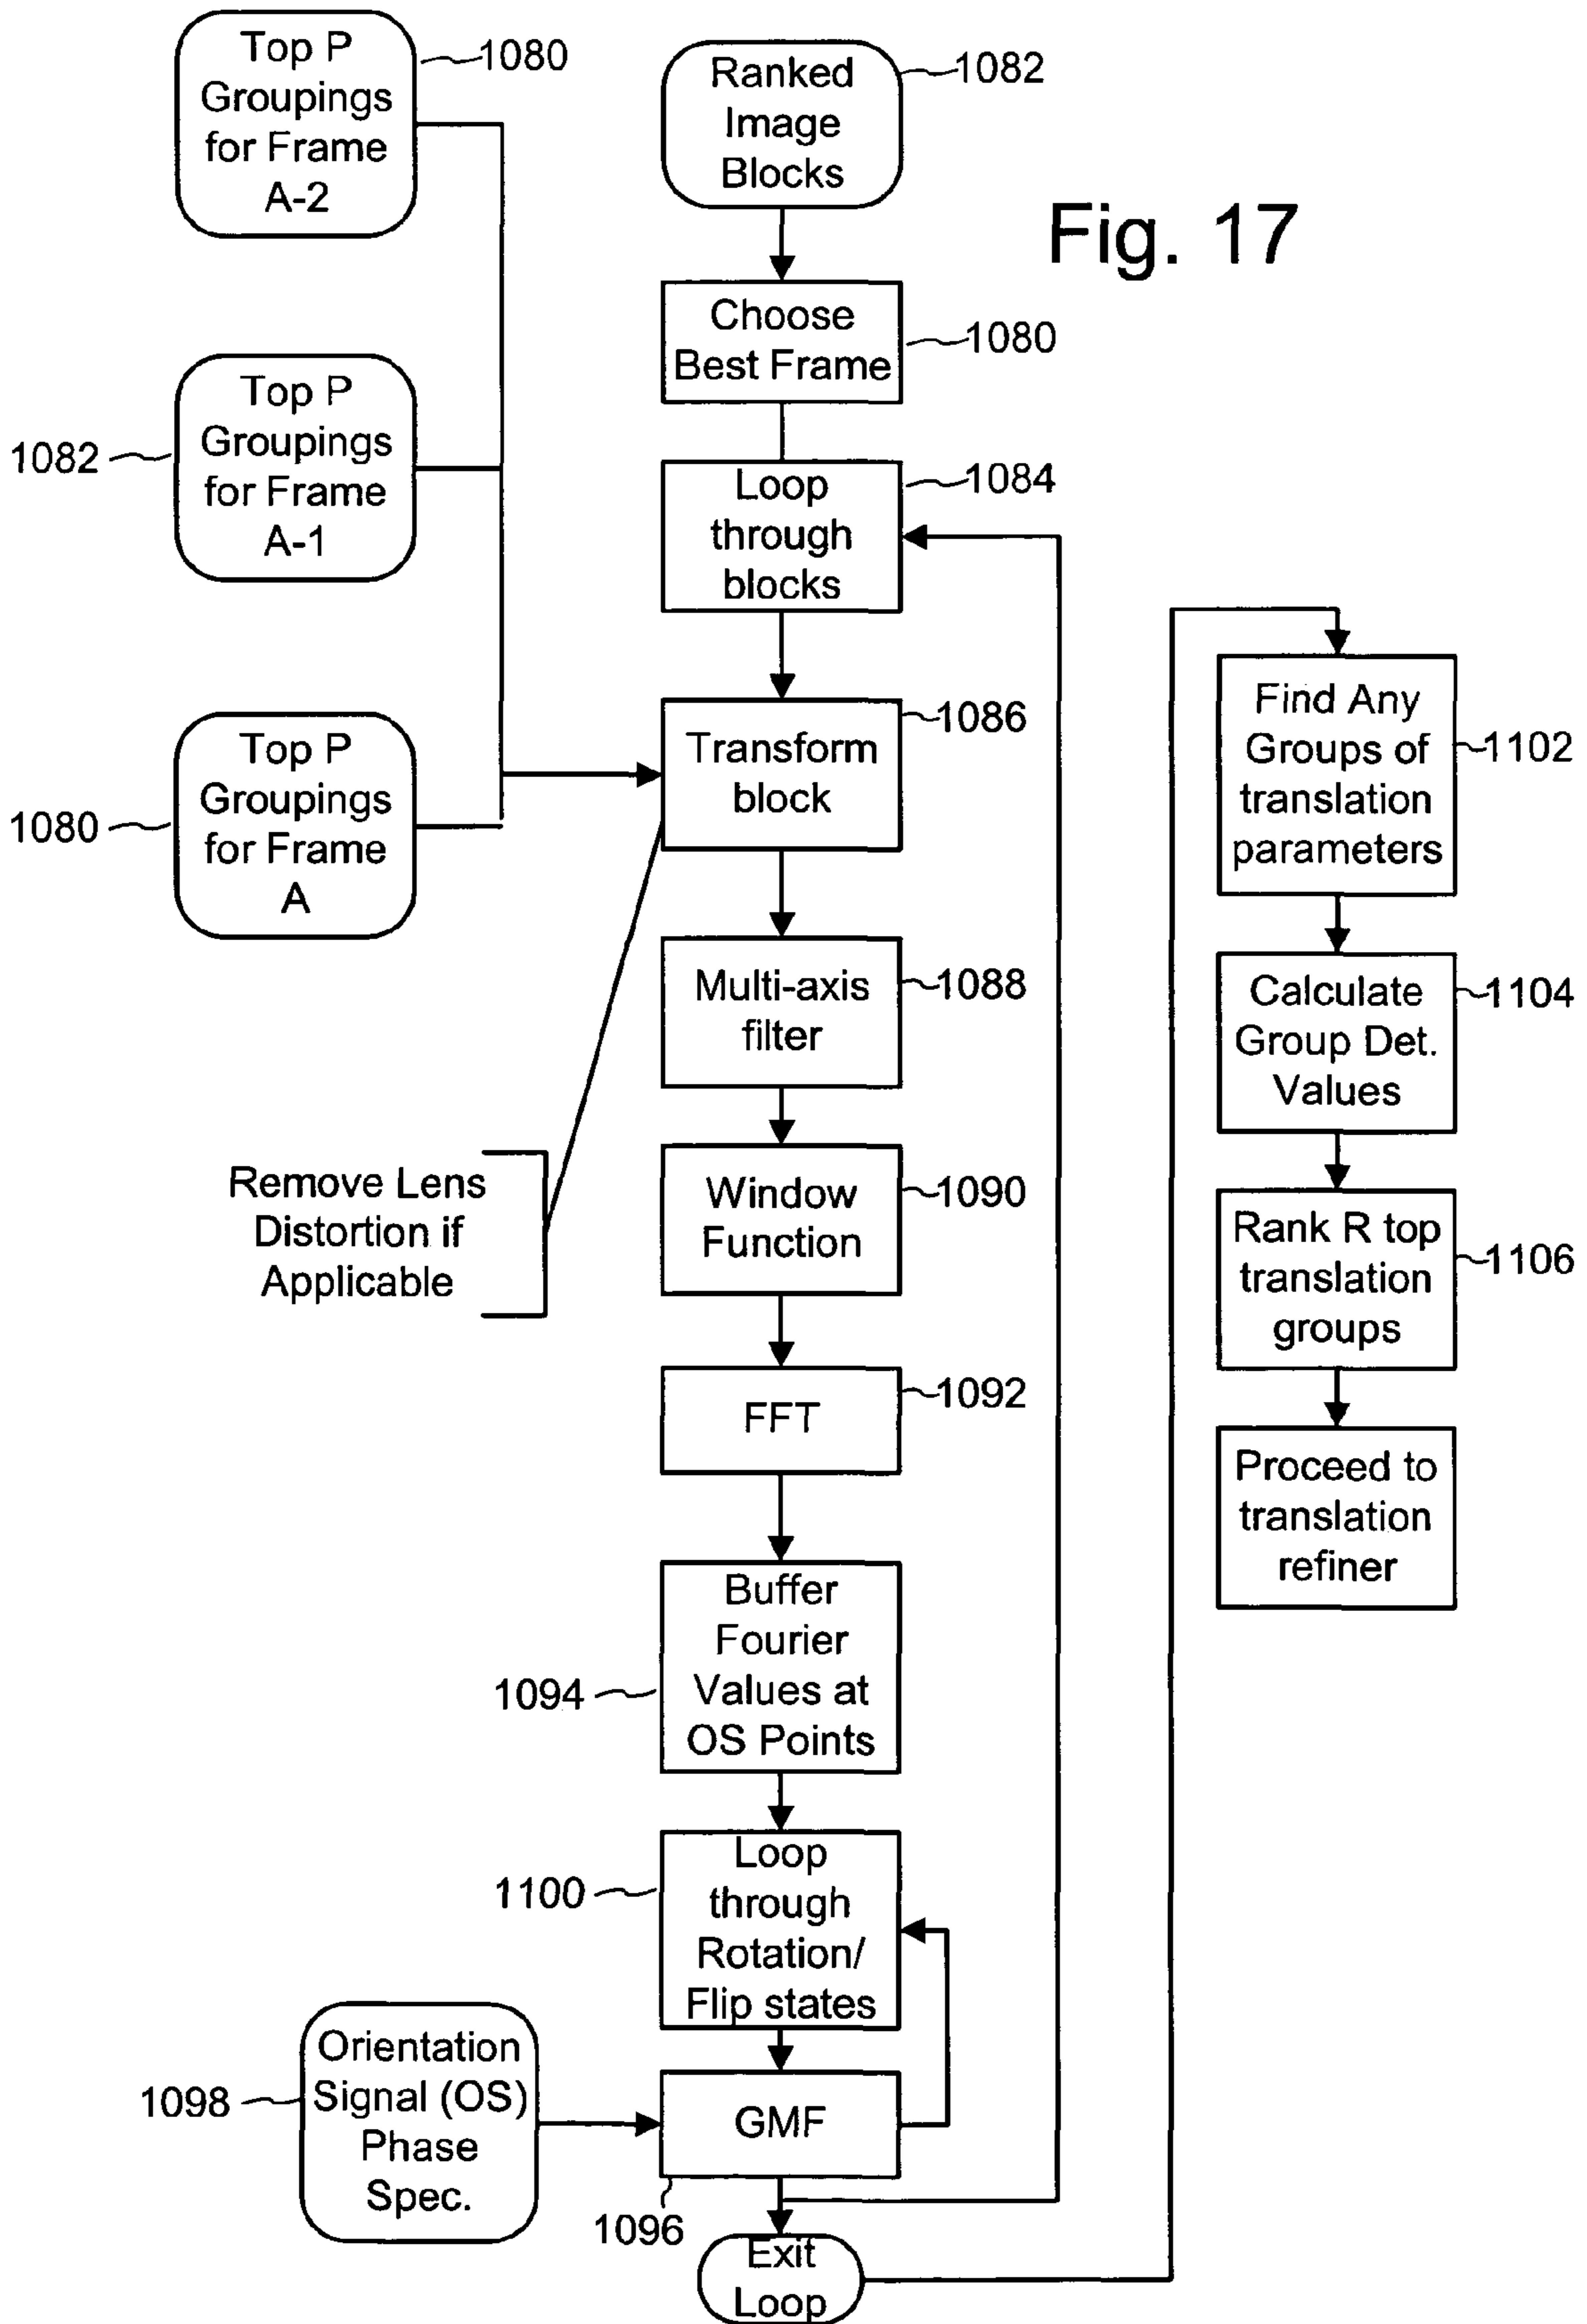 Top P
Groupings
for Frame
A-2
1080
Ranked
Image
Blocks
1082
Fig. 17
Choose
Best Frame
1080
Top P
Groupings
for Frame
A-1
1082
Loop
through
blocks
1084
Top P
Groupings
for Frame
A
1080
Transform
block
1086
Find Any
Groups of
translation
parameters
1102
Multi-axis
filter
1088
Calculate
Group Det.
Values
1104
Remove Lens
Distortion if
Applicable
Window
Function
1090
Rank R top
translation
groups
1106
FFT
1092
Proceed to
translation
refiner
Buffer
Fourier
Values at
OS Points
1094
Loop
through
Rotation/
Flip states
1100
Orientation
Signal (OS)
Phase
Spec.
1098
GMF
1096
Exit
Loop